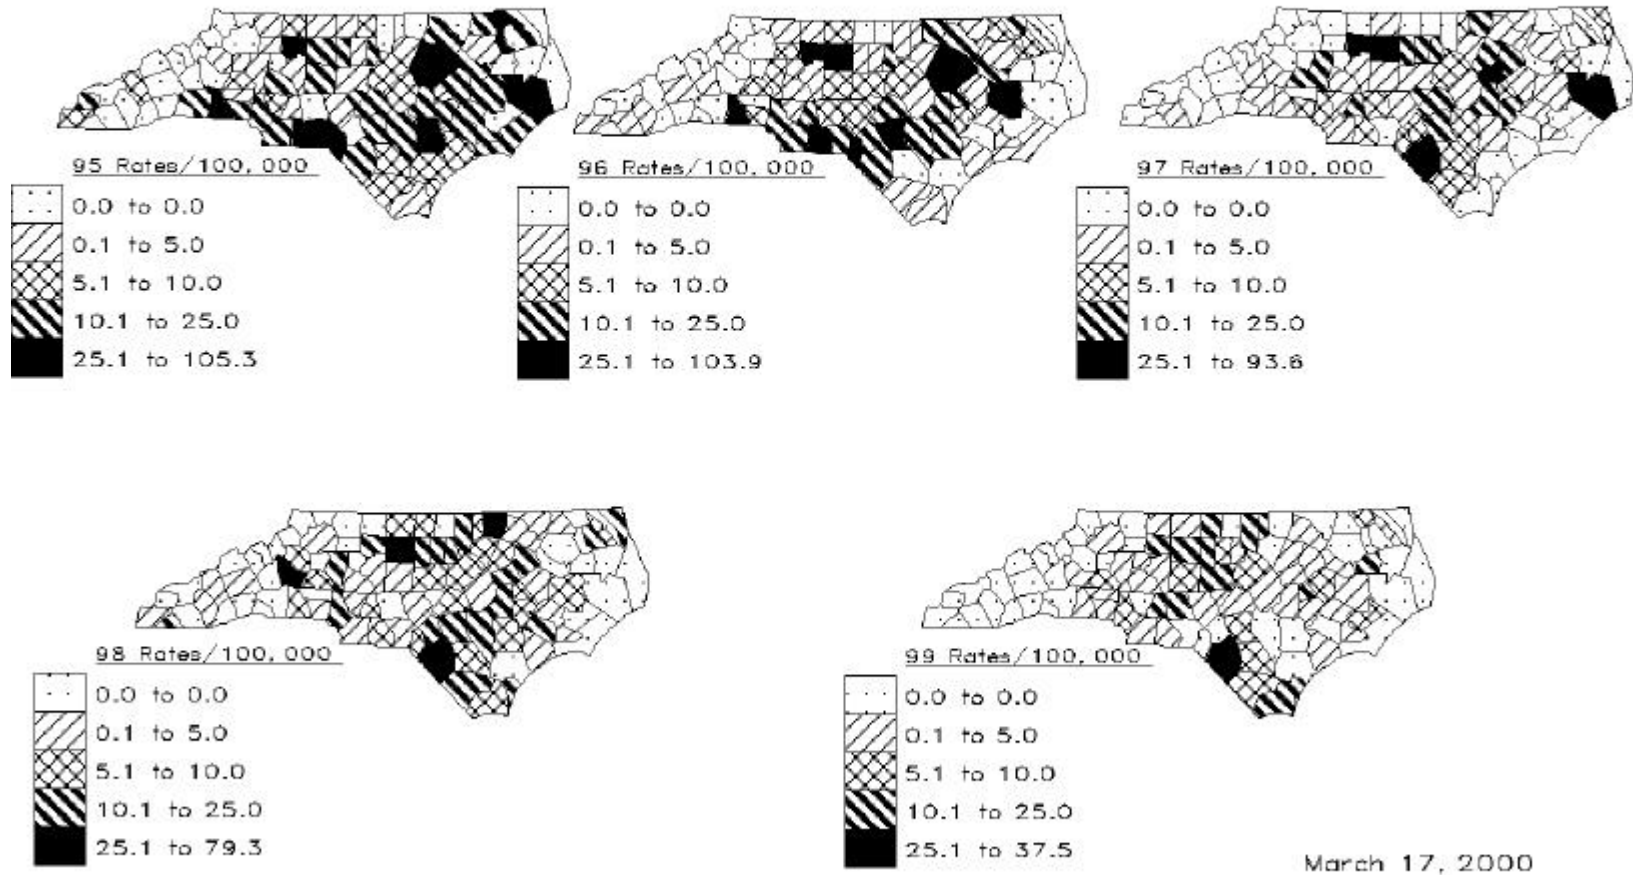 95 Rates/100,000
0.0 to 0.0
0.1 to 5.0
5.1 to 10.0
10.1 to 25.0
25.1 to 105.3
96 Rates/100,000
0.0 to 0.0
0.1 to 5.0
5.1 to 10.0
10.1 to 25.0
25.1 to 103.9
97 Rates/100,000
0.0 to 0.0
0.1 to 5.0
5.1 to 10.0
10.1 to 25.0
25.1 to 93.6
98 Rates/100,000
0.0 to 0.0
0.1 to 5.0
5.1 to 10.0
10.1 to 25.0
25.1 to 79.3
99 Rates/100,000
0.0 to 0.0
0.1 to 5.0
5.1 to 10.0
10.1 to 25.0
25.1 to 37.5
March 17, 2000